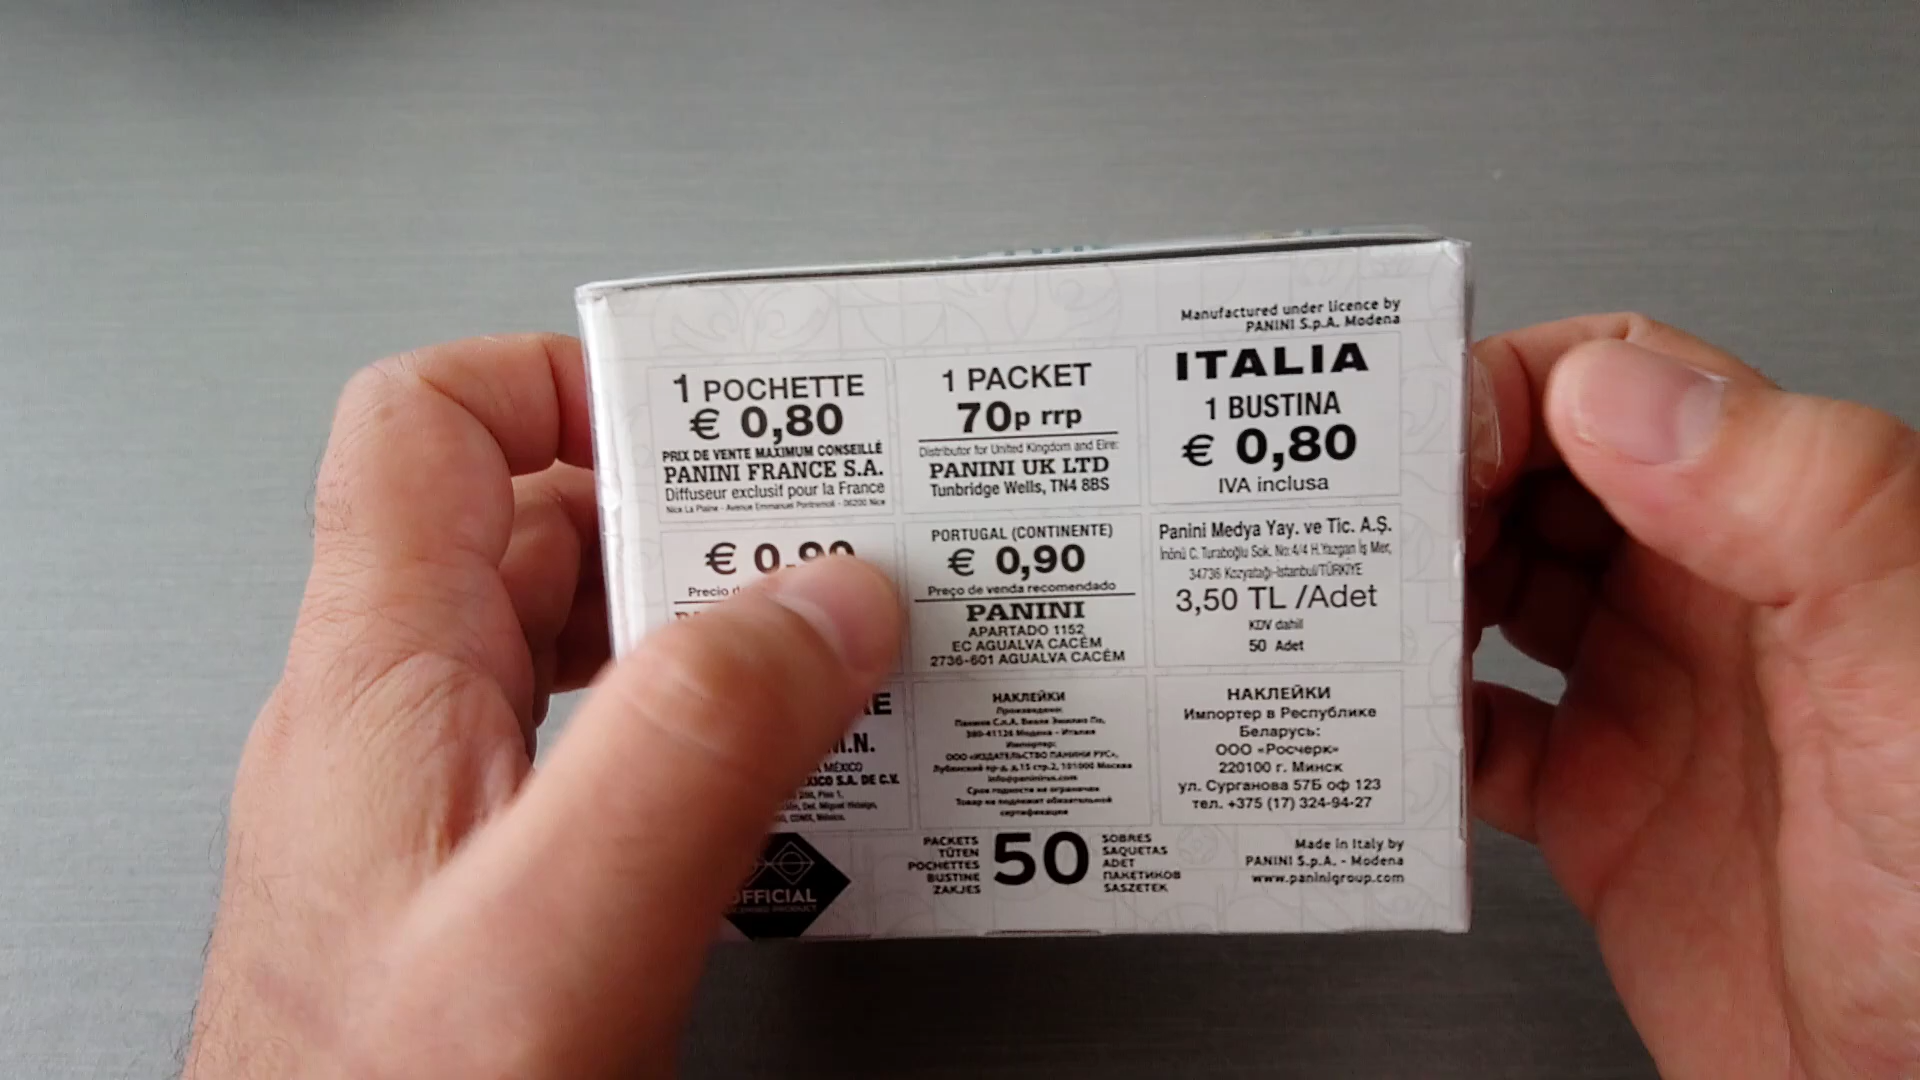 Manufactured under licence by
PANINI S.p.A. Modena
1 POCHETTE
€ 0,80
PRIX DE VENTE MAXIMUM CONSEILLÉ
PANINI FRANCE S.A.
Diffuseur exclusif pour la France
Nice La Plaine - Avenue Emmanuel Pontremoli - 06200 Nice
1 PACKET
70p rrp
Distributor for United Kingdom and Eire:
PANINI UK LTD
Tunbridge Wells, TN4 8BS
ITALIA
1 BUSTINA
€ 0,80
IVA inclusa
€ 0,90
Precio
PORTUGAL (CONTINENTE)
€ 0,90
Preço de venda recomendado
PANINI
APARTADO 1152
EC AGUALVA CACÉM
2736-601 AGUALVA CACÉM
Panini Medya Yay. ve Tic. A.Ş.
İnönü C. Turaboğlu Sok. No:4/4 H.Yazgan İş Mer,
34736 Kozyatağı-İstanbul/TÜRKİYE
3,50 TL /Adet
KDV dahil
50 Adet
M.N.
MÉXICO
S.A. DE C.V.
Piso 1,
Del. Miguel Hidalgo,
CDMX, México.
НАКЛЕЙКИ
Произведено:
Панини С.п.А. Виале Эмилио По,
380-41126 Модена - Италия
Импортер:
ООО «ИЗДАТЕЛЬСТВО ПАНИНИ РУС»,
Лубянский пр-д, д.15 стр.2, 101000 Москва
info@paninirus.com
Срок годности не ограничен
Товар не подлежит обязательной
сертификации
НАКЛЕЙКИ
Импортер в Республике
Беларусь:
ООО «Росчерк»
220100 г. Минск
ул. Сурганова 57Б оф 123
тел. +375 (17) 324-94-27
OFFICIAL
LICENSED PRODUCT
PACKETS
TÜTEN
POCHETTES
BUSTINE
ZAKJES
50
SOBRES
SAQUETAS
ADET
ПАКЕТИКОВ
SASZETEK
Made in Italy by
PANINI S.p.A. - Modena
www.paninigroup.com